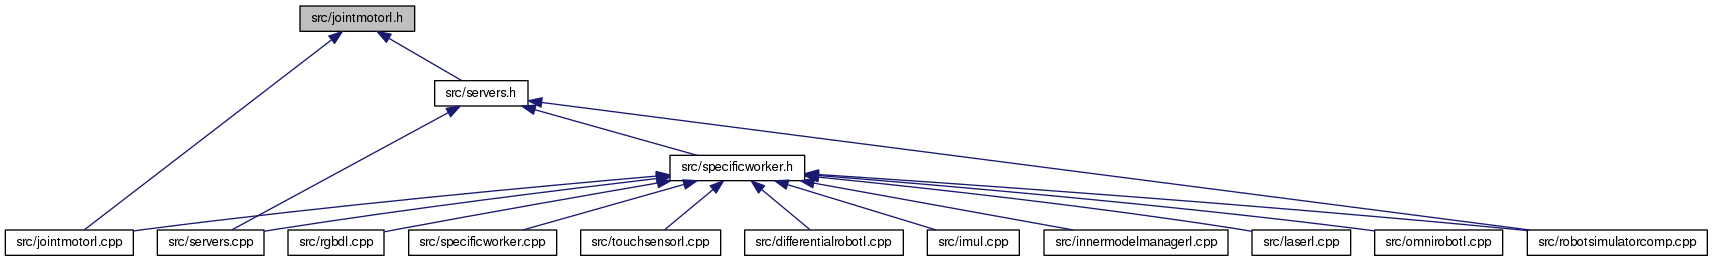 src/jointmotorI.h
src/servers.h
src/specificworker.h
src/jointmotorI.cpp
src/servers.cpp
src/rgbdI.cpp
src/specificworker.cpp
src/touchsensorI.cpp
src/differentialrobotI.cpp
src/imuI.cpp
src/innermodelmanagerI.cpp
src/laserI.cpp
src/omnirobotI.cpp
src/robotsimulatorcomp.cpp